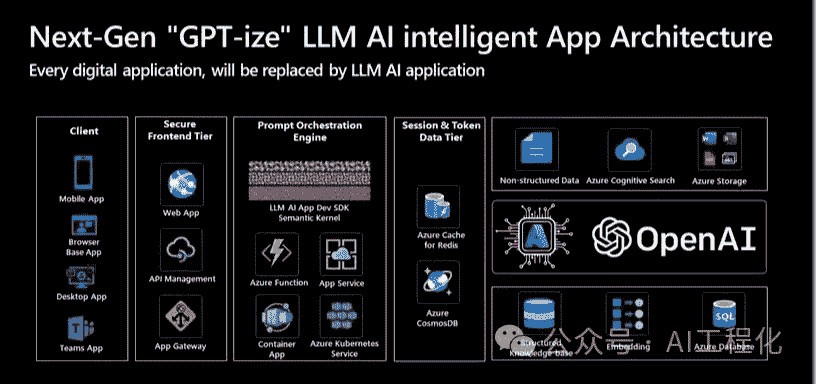 Next-Gen "GPT-ize" LLM AI intelligent App Architecture
Every digital application, will be replaced by LLM AI application
Client
Mobile App
Browser
Base App
Desktop App
Teams App
Secure
Frontend Tier
Web App
API Management
App Gateway
Prompt Orchestration
Engine
LLM AI App Dev SDK
Semantic Kernel
Azure Function
App Service
Container
App
Azure Kubernetes
Service
Session & Token
Data Tier
Azure Cache
for Redis
Azure
CosmosDB
Non-structured Data
Azure Cognitive Search
Azure Storage
A
OpenAI
Structured
Knowledge base
Embedding
SQL
Azure Database
公众号 · AI工程化